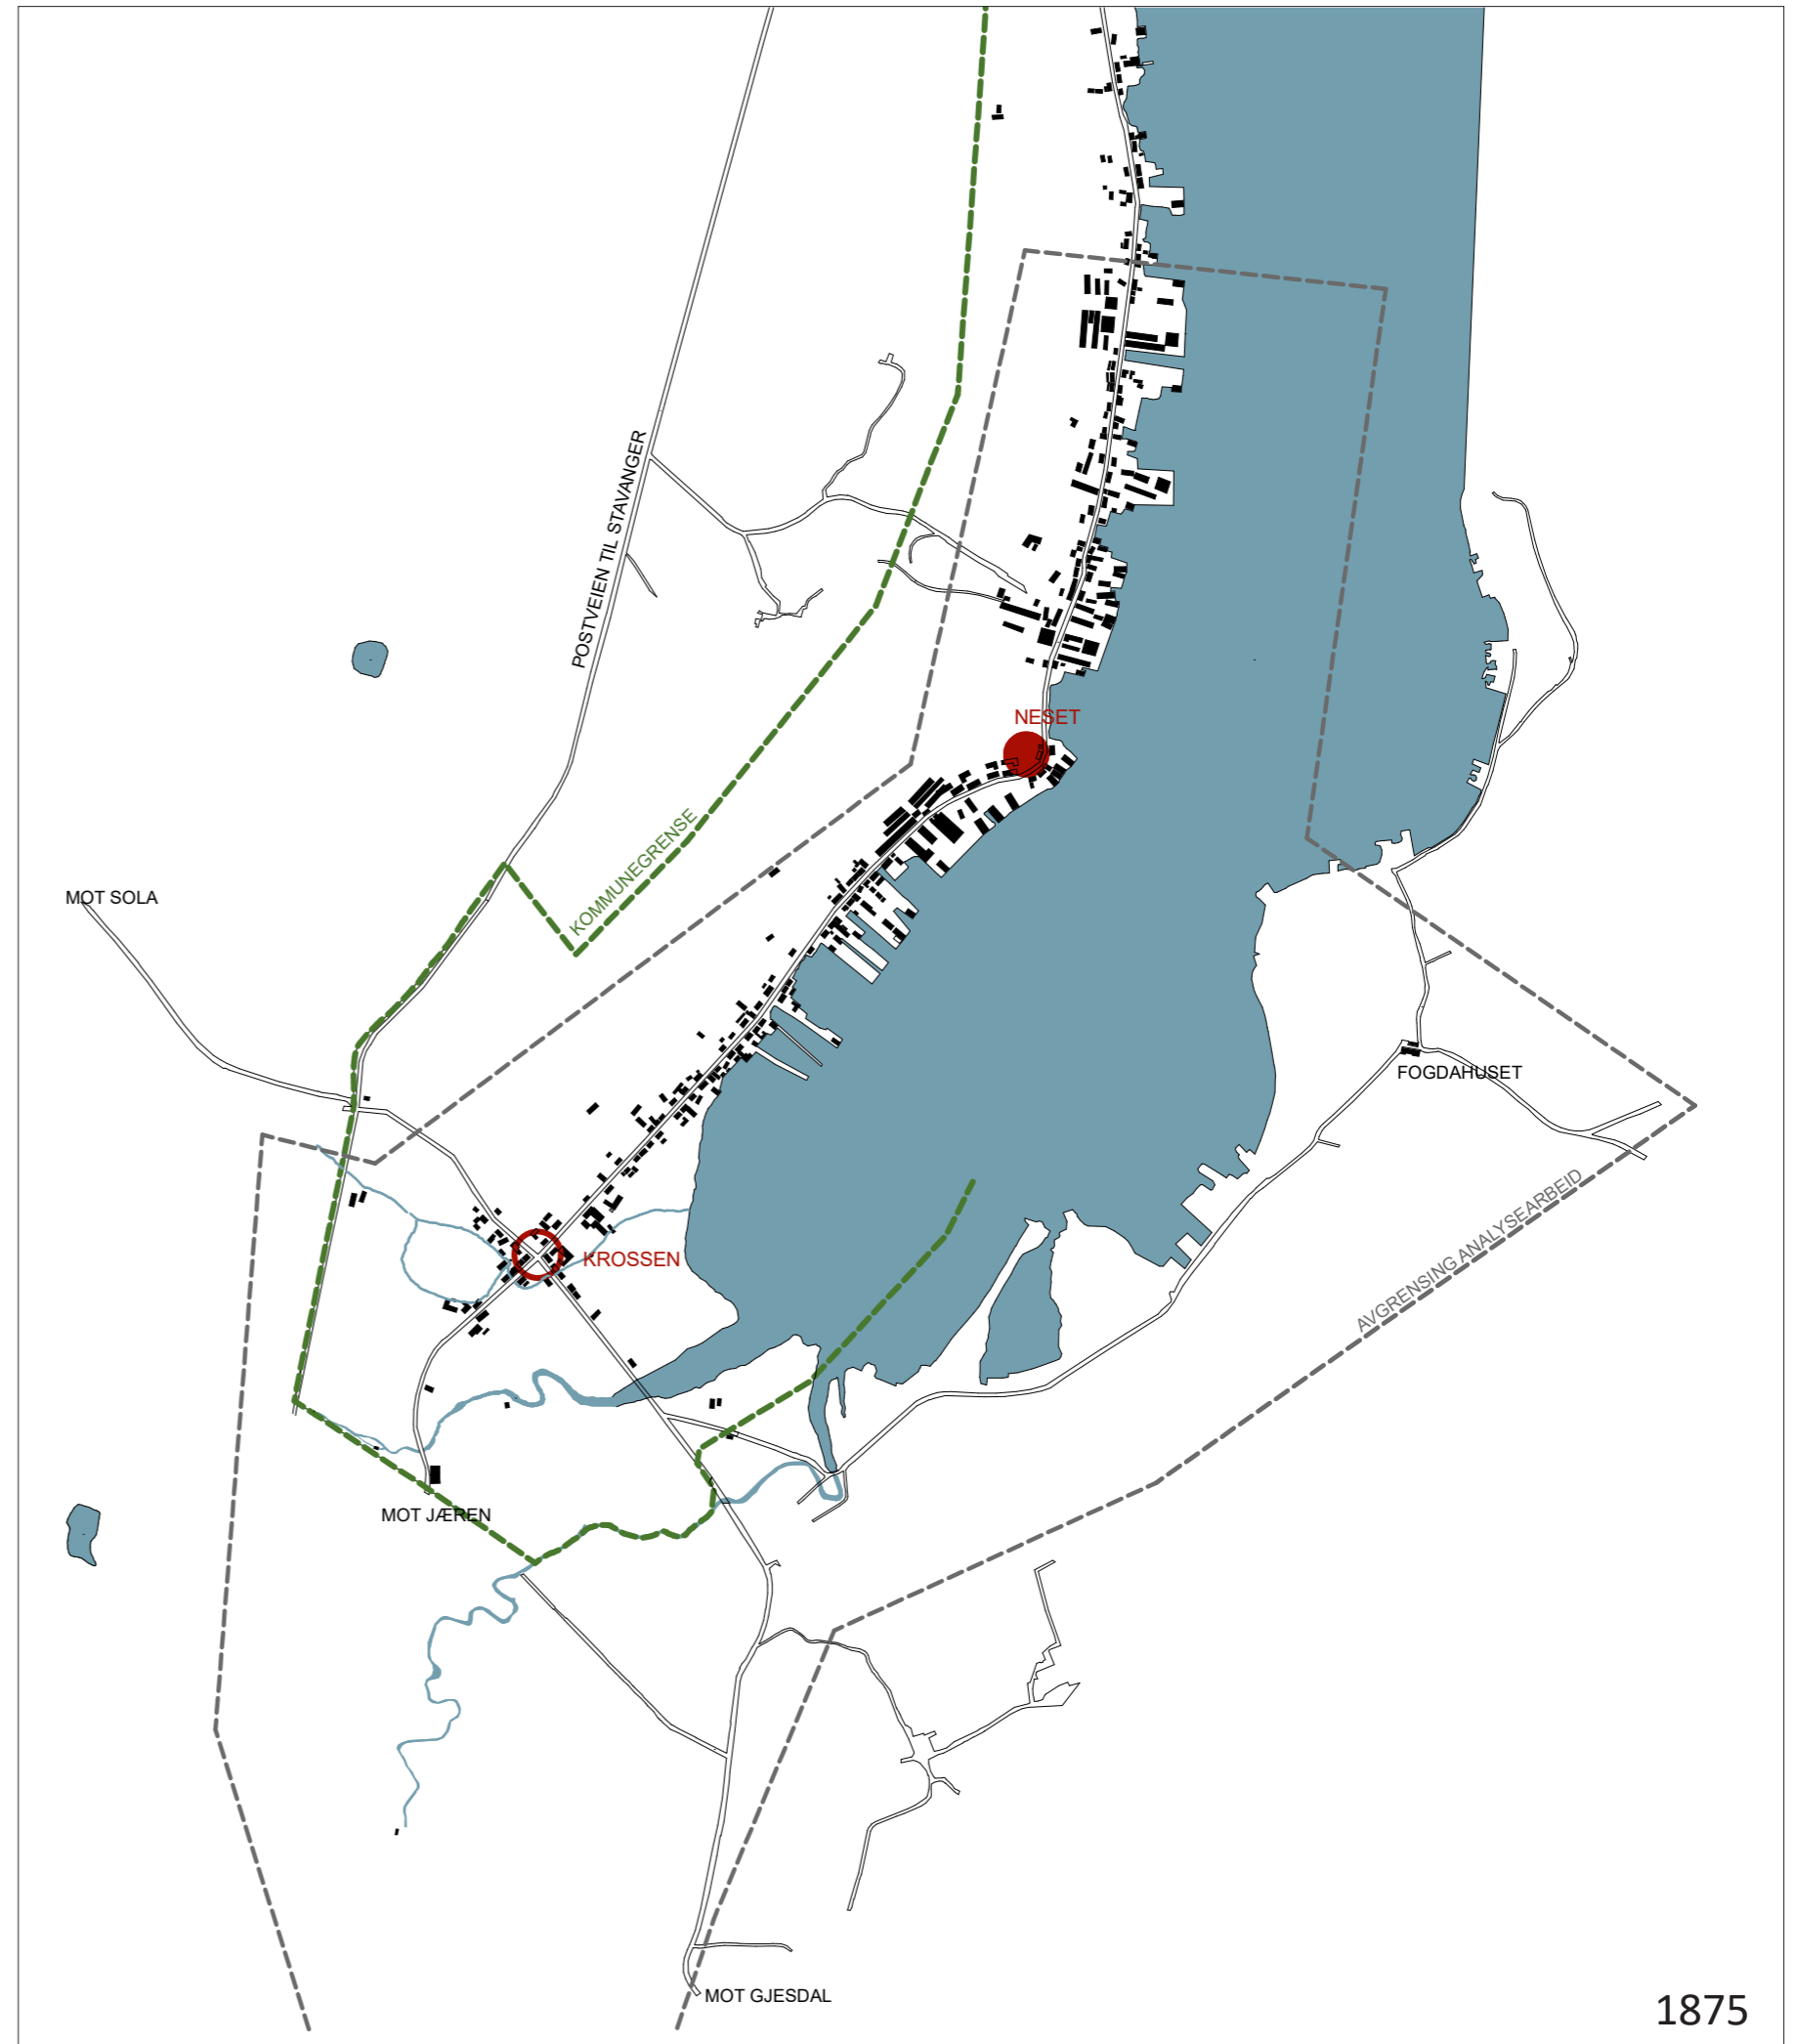 POSTVEIEN TIL STAVANGER
NESET
KOMMUNEGRENSE
MOT SOLA
FOGDAHUSET
AVGRENSING ANALYSEARBEID
KROSSEN
MOT JÆREN
MOT GJESDAL
1875